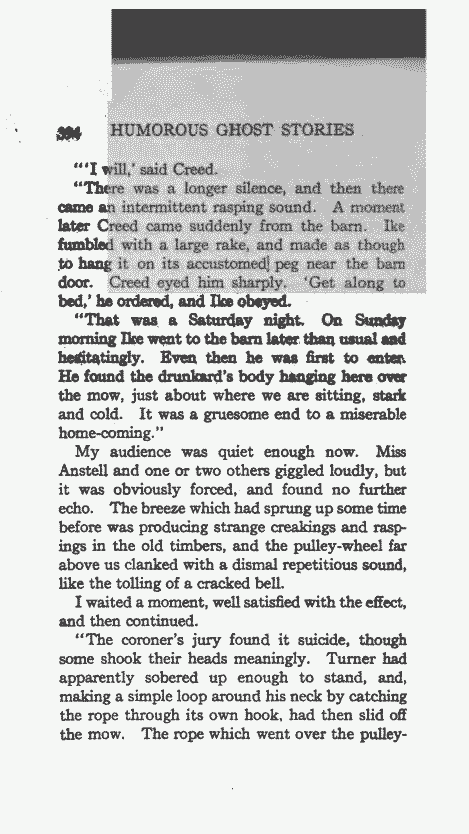 394 HUMOROUS GHOST STORIES
"'I will,' said Creed.
"There was a longer silence, and then there
came an intermittent rasping sound. A moment
later Creed came suddenly from the barn. Ike
fumbled with a large rake, and made as though
to hang it on its accustomed peg near the barn
door. Creed eyed him sharply. 'Get along to
bed,' he ordered, and Ike obeyed.
"That was a Saturday night. On Sunday
morning Ike went to the barn later than usual and
hesitatingly. Even then he was first to enter.
He found the drunkard's body hanging here over
the mow, just about where we are sitting, stark
and cold. It was a gruesome end to a miserable
home-coming."
My audience was quiet enough now. Miss
Anstell and one or two others giggled loudly, but
it was obviously forced, and found no further
echo. The breeze which had sprung up some time
before was producing strange creakings and rasp-
ings in the old timbers, and the pulley-wheel far
above us clanked with a dismal repetitious sound,
like the tolling of a cracked bell.
I waited a moment, well satisfied with the effect,
and then continued.
"The coroner's jury found it suicide, though
some shook their heads meaningly. Turner had
apparently sobered up enough to stand, and,
making a simple loop around his neck by catching
the rope through its own hook, had then slid off
the mow. The rope which went over the pulley-